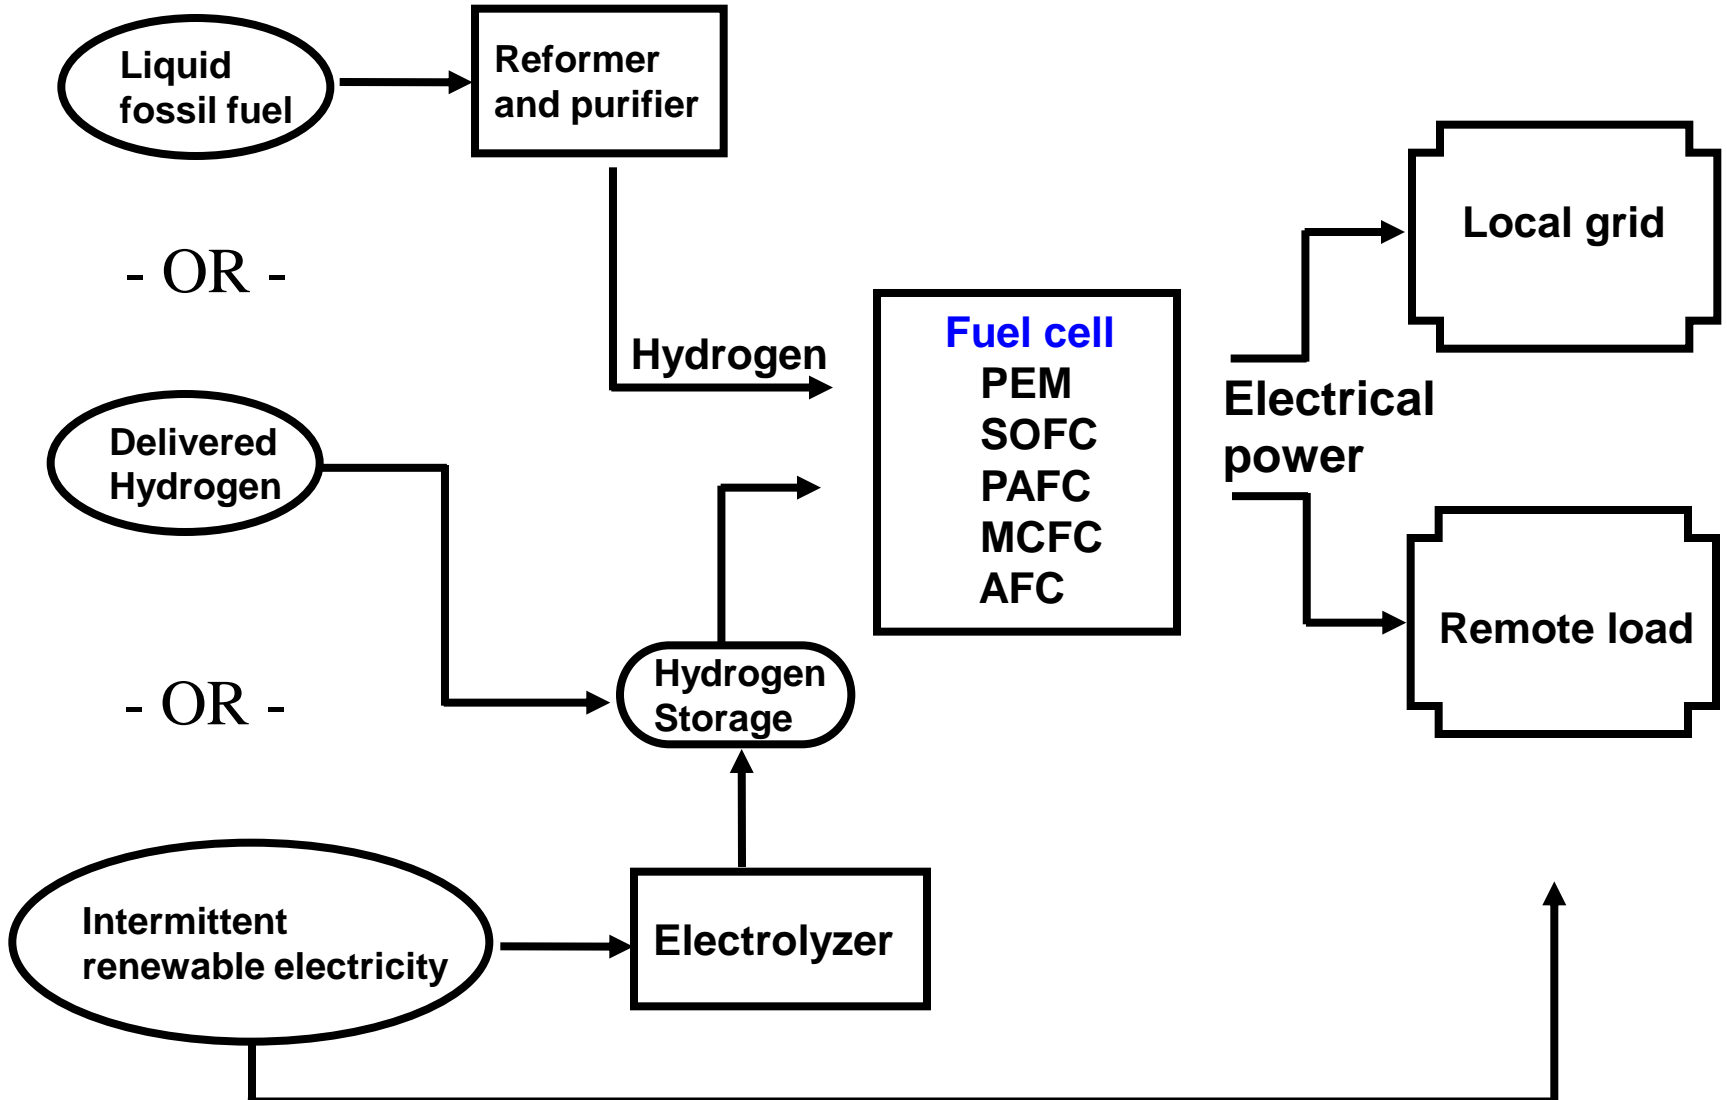 Liquid
fossil fuel
Reformer
and purifier
- OR -
Local grid
Hydrogen
Fuel cell
PEM
SOFC
PAFC
MCFC
AFC
Electrical
power
Delivered
Hydrogen
Remote load
- OR -
Hydrogen
Storage
Intermittent
renewable electricity
Electrolyzer